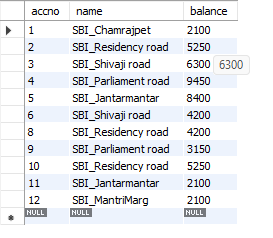 accno name balance
1 SBI_Chamrajpet 2100
2 SBI_Residency road 5250
3 SBI_Shivaji road 6300 6300
4 SBI_Parliament road 9450
5 SBI_Jantarmantar 8400
6 SBI_Shivaji road 4200
8 SBI_Residency road 4200
9 SBI_Parliament road 3150
10 SBI_Residency road 5250
11 SBI_Jantarmantar 2100
12 SBI_MantriMarg 2100
NULL NULL NULL